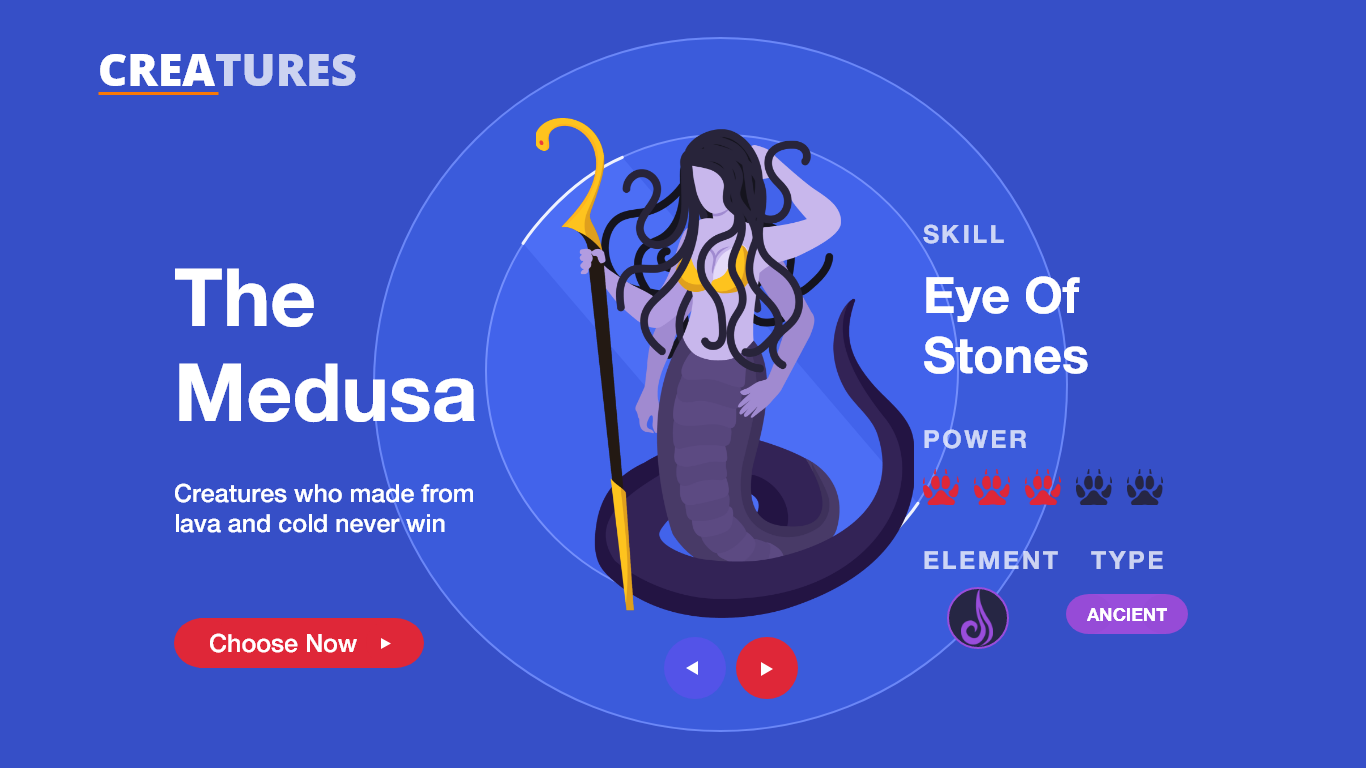 CREATURES
The
Medusa
Creatures who made from
lava and cold never win
Choose Now
SKILL
Eye Of
Stones
POWER
ELEMENT TYPE
ANCIENT